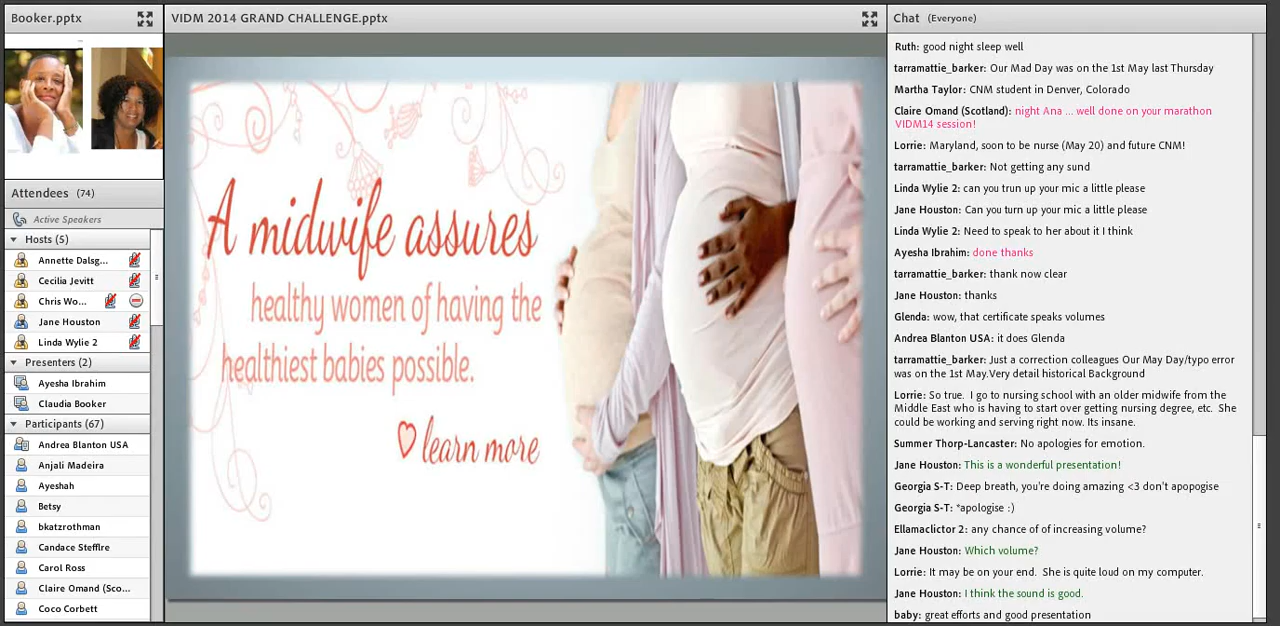 Booker.pptx
Attendees (74)
Active Speakers
Hosts (5)
Annette Dalsg...
Cecilia Jevitt
Chris Wo...
Jane Houston
Linda Wylie 2
Presenters (2)
Ayesha Ibrahim
Claudia Booker
Participants (67)
Andrea Blanton USA
Anjali Madeira
Ayeshah
Betsy
bkatzrothman
Candace Stefflre
Carol Ross
Claire Omand (Sco...
Coco Corbett
VIDM 2014 GRAND CHALLENGE.pptx
A midwife assures
healthy women of having the
healthiest babies possible.
learn more
Chat (Everyone)
Ruth: good night sleep well
tarramattie_barker: Our Mad Day was on the 1st May last Thursday
Martha Taylor: CNM student in Denver, Colorado
Claire Omand (Scotland): night Ana ... well done on your marathon
VIDM14 session!
Lorrie: Maryland, soon to be nurse (May 20) and future CNM!
tarramattie_barker: Not getting any sund
Linda Wylie 2: can you trun up your mic a little please
Jane Houston: Can you tum up your mic a little please
Linda Wylie 2: Need to speak to her about it I think
Ayesha Ibrahim: done thanks
tarramattie_barker: thank now clear
Jane Houston: thanks
Glenda: wow, that certificate speaks volumes
Andrea Blanton USA: it does Glenda
tarramattie_barker: Just a correction colleagues Our May Day/typo error
was on the 1st May.Very detail historical Background
Lorrie: So true. I go to nursing school with an older midwife from the
Middle East who is having to start over getting nursing degree, etc. She
could be working and serving right now. Its insane.
Summer Thorp-Lancaster: No apologies for emotion.
Jane Houston: This is a wonderful presentation!
Georgia S-T: Deep breath, you're doing amazing <3 don't apopogise
Georgia S-T: *apologise :)
Ellamaclictor 2: any chance of of increasing volume?
Jane Houston: Which volume?
Lorrie: It may be on your end. She is quite loud on my computer.
Jane Houston: I think the sound is good.
baby: great efforts and good presentation